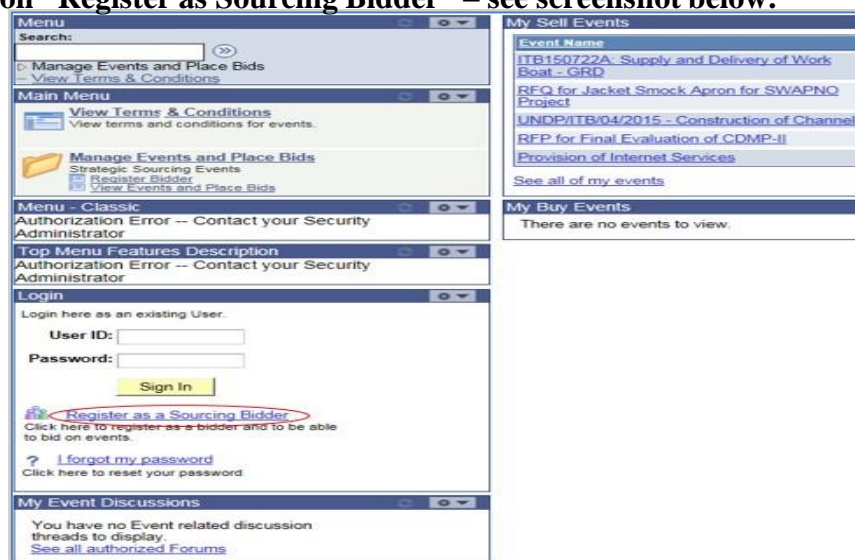 on "Register as Sourcing Bidder" – see screenshot below:
Menu
Search:
Manage Events and Place Bids
View Terms & Conditions
Main Menu
View Terms & Conditions
View terms and conditions for events.
Manage Events and Place Bids
Strategic Sourcing Events
Register Bidder
View Events and Place Bids
Menu - Classic
Authorization Error -- Contact your Security
Administrator
Top Menu Features Description
Authorization Error -- Contact your Security
Administrator
Login
Login here as an existing User.
User ID:
Password:
Sign In
Register as a Sourcing Bidder
Click here to register as a bidder and to be able
to bid on events.
? I forgot my password
Click here to reset your password
My Event Discussions
You have no Event related discussion
threads to display.
See all authorized Forums
My Sell Events
Event Name
ITB150722A: Supply and Delivery of Work
Boat - GRD
RFQ for Jacket Smock Apron for SWAPNO
Project
UNDP/ITB/04/2015 - Construction of Channel
RFP for Final Evaluation of CDMP-II
Provision of Internet Services
See all of my events
My Buy Events
There are no events to view.